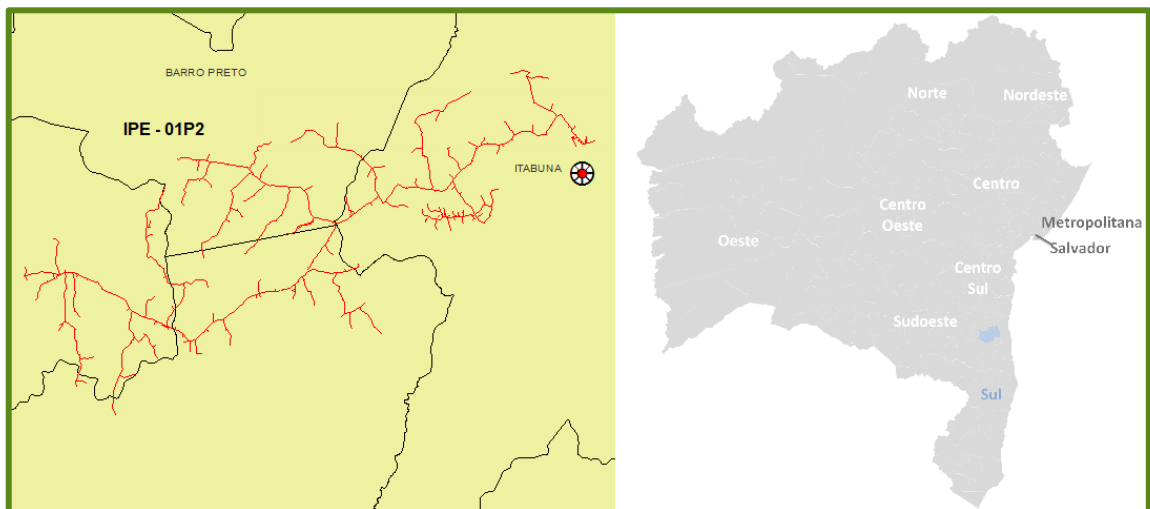 BARRO PRETO
IPE - 01P2
ITABUNA
Norte
Nordeste
Centro
Centro
Oeste
Metropolitana
Salvador
Oeste
Centro
Sul
Sudoeste
Sul